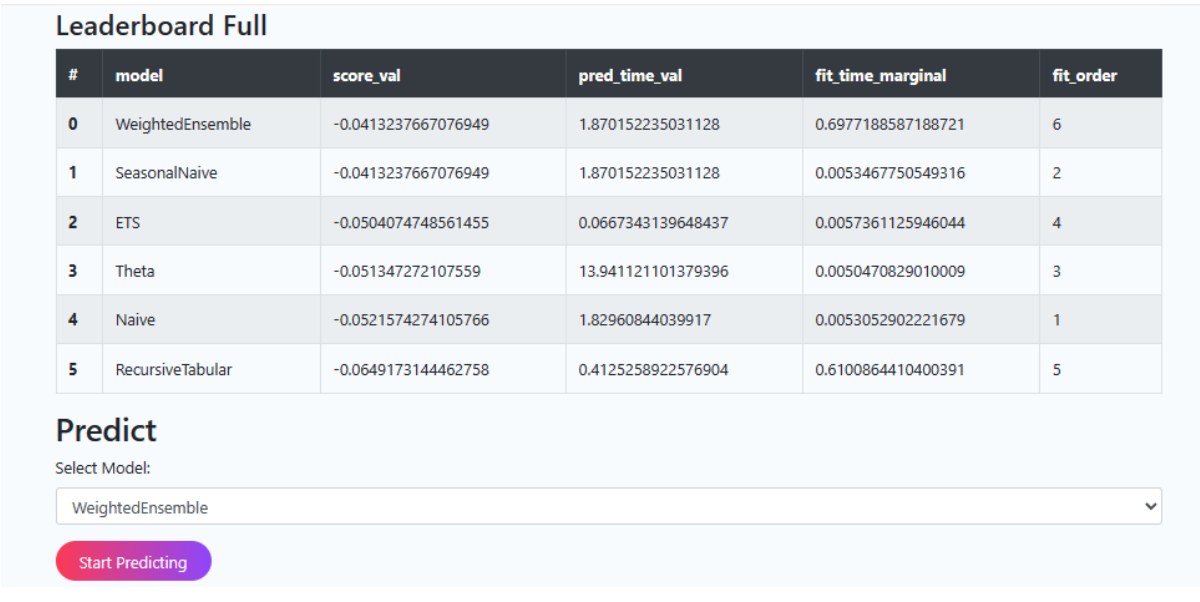 Leaderboard Full
# model score_val pred_time_val fit_time_marginal fit_order
0 WeightedEnsemble -0.0413237667076949 1.870152235031128 0.6977188587188721 6
1 SeasonalNaive -0.0413237667076949 1.870152235031128 0.0053467750549316 2
2 ETS -0.0504074748561455 0.0667343139648437 0.0057361125946044 4
3 Theta -0.051347272107559 13.941121101379396 0.0050470829010009 3
4 Naive -0.0521574274105766 1.82960844039917 0.0053052902221679 1
5 RecursiveTabular -0.0649173144462758 0.4125258922576904 0.6100864410400391 5
Predict
Select Model:
WeightedEnsemble
Start Predicting